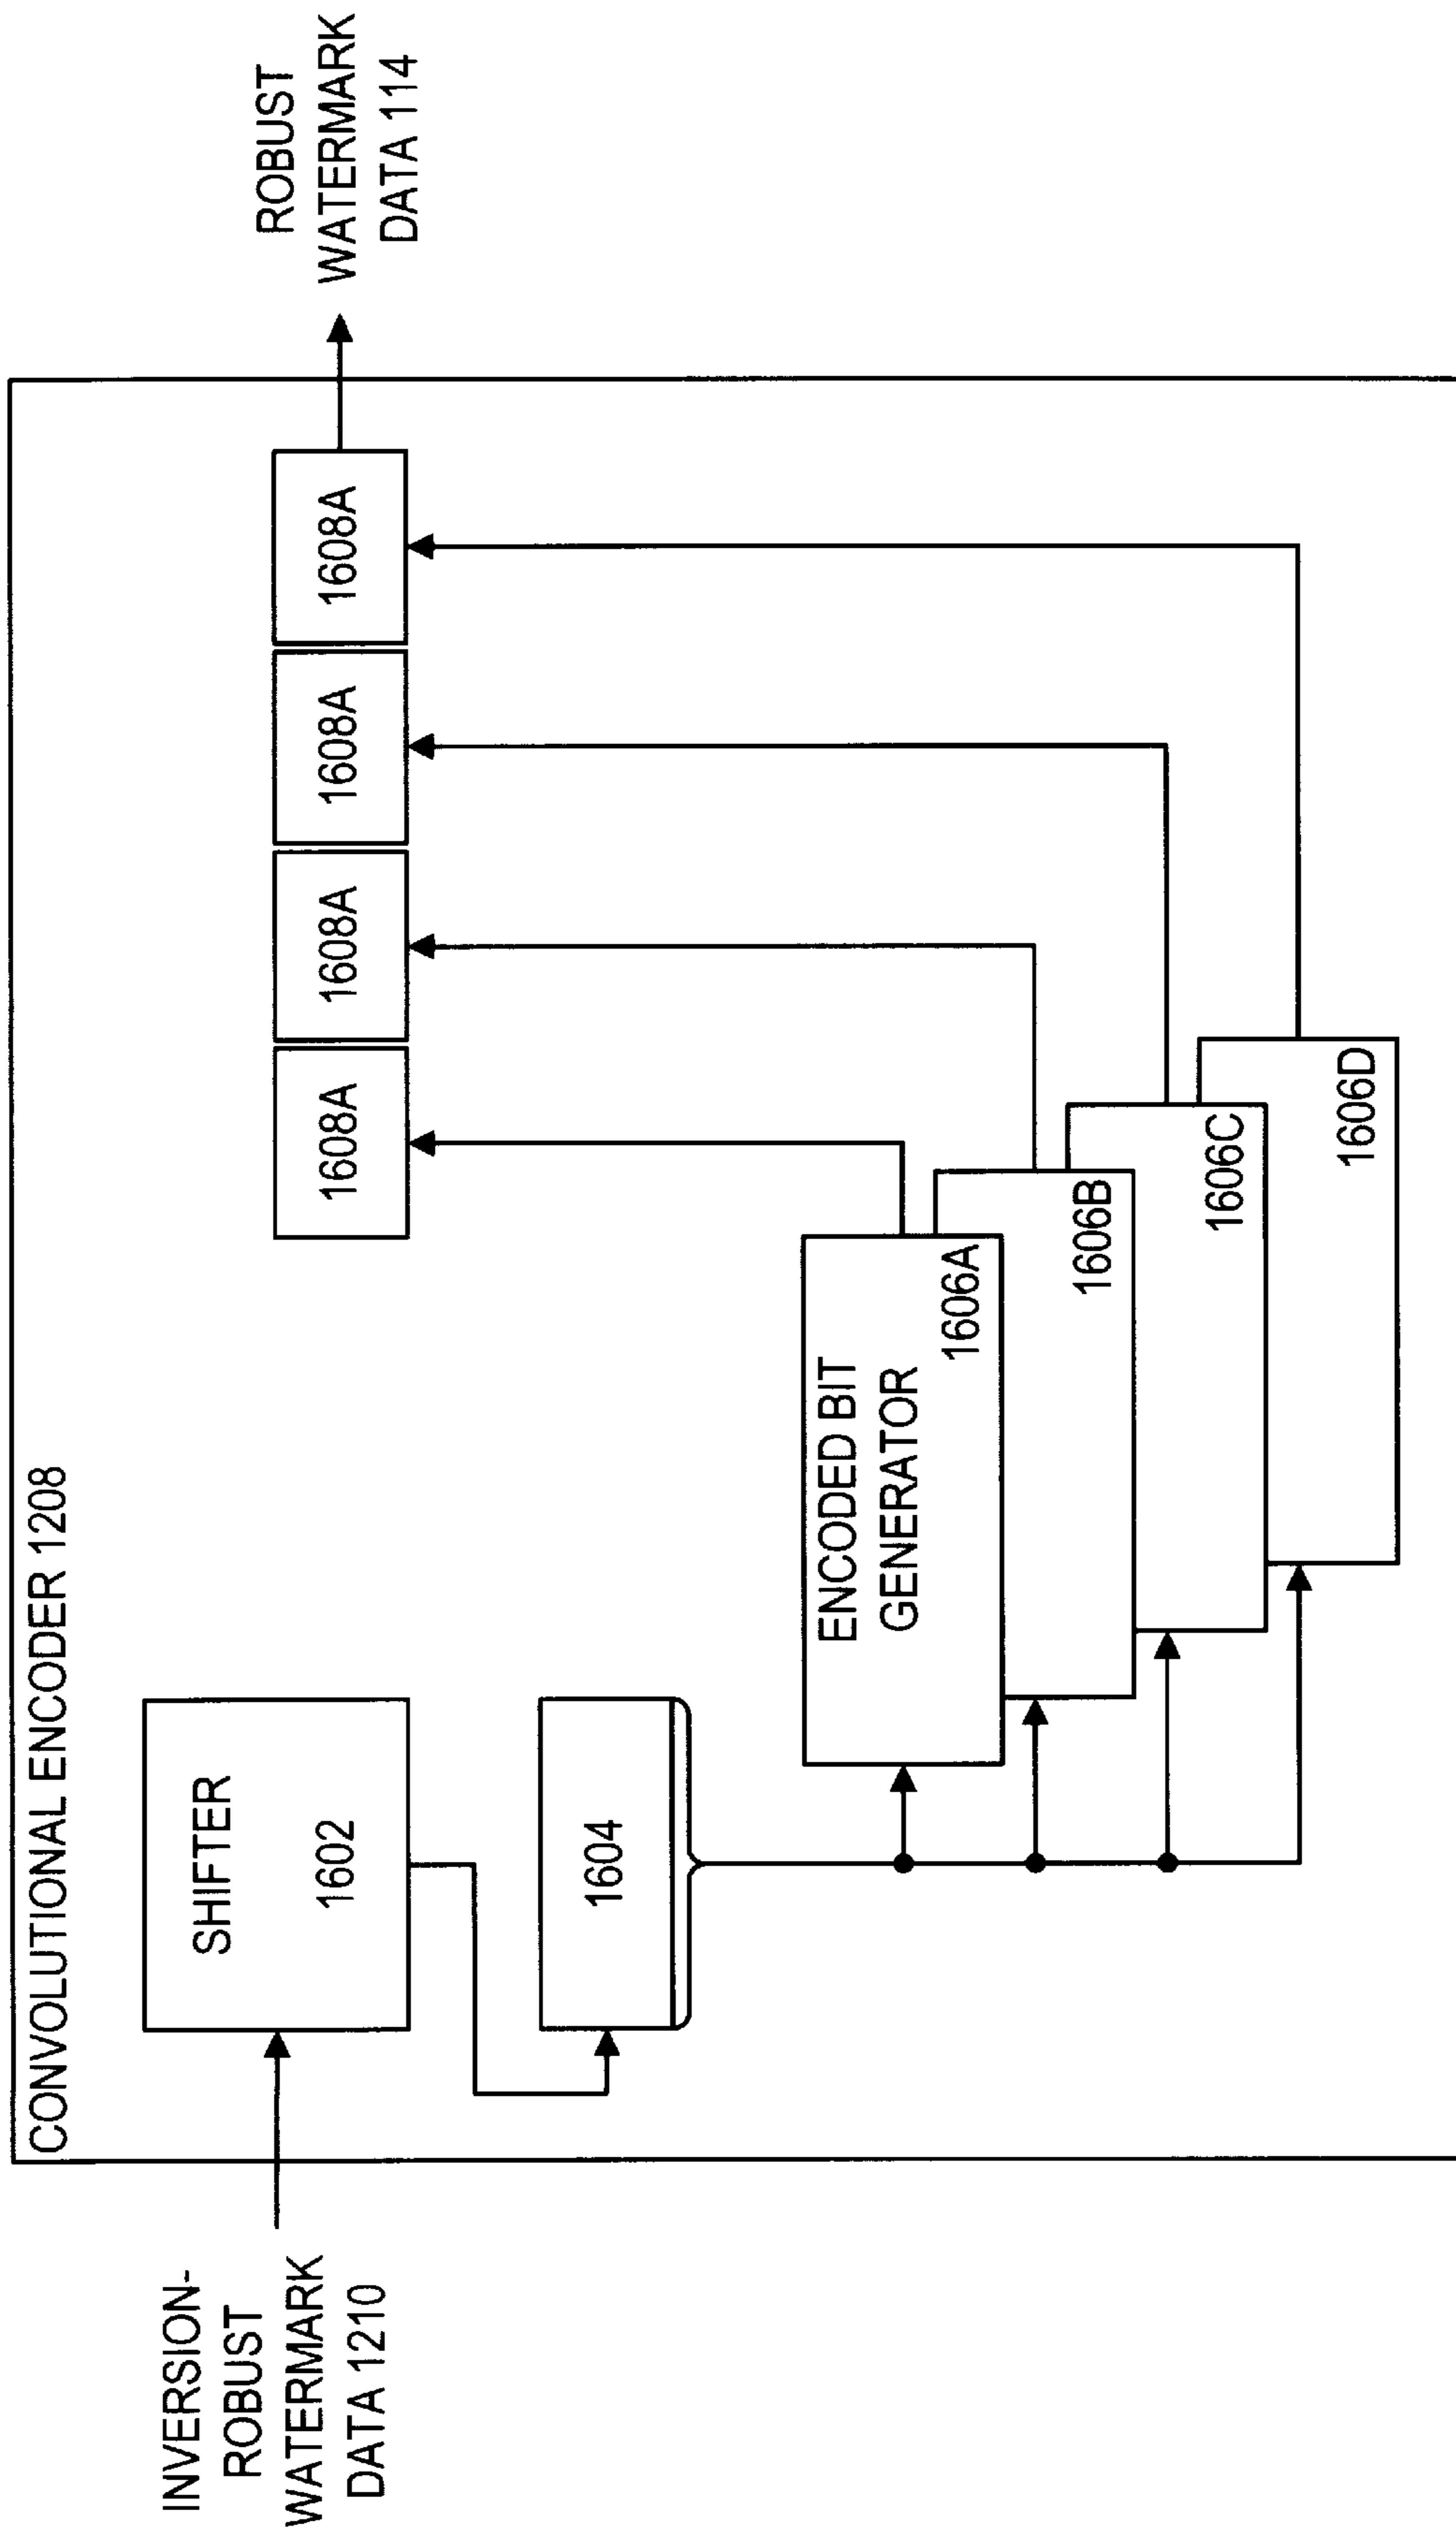 CONVOLUTIONAL ENCODER 1208
INVERSION-
ROBUST
WATERMARK
DATA 1210
SHIFTER
1602
1604
ENCODED BIT
GENERATOR
1606A
1606B
1606C
1606D
1608A
1608A
1608A
1608A
ROBUST
WATERMARK
DATA 114